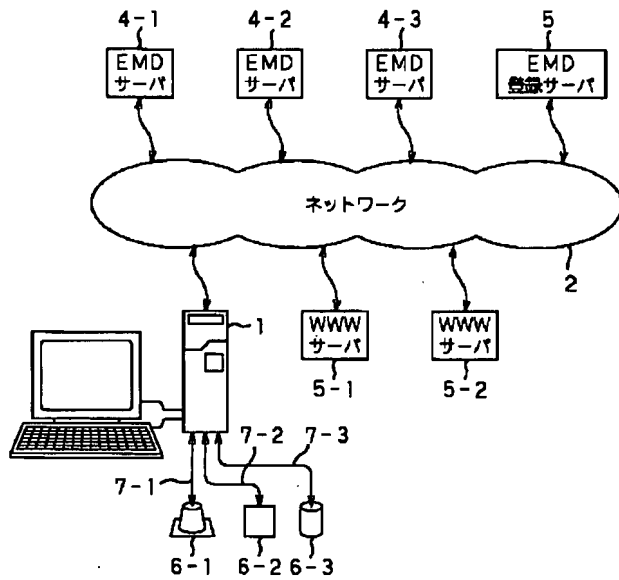 4-1
4-2
4-3
5
EMD
サーバ
EMD
サーバ
EMD
サーバ
EMD
登録サーバ
ネットワーク
2
1
WWW
サーバ
WWW
サーバ
5-1
5-2
7-2
7-3
7-1
6-1
6-2
6-3